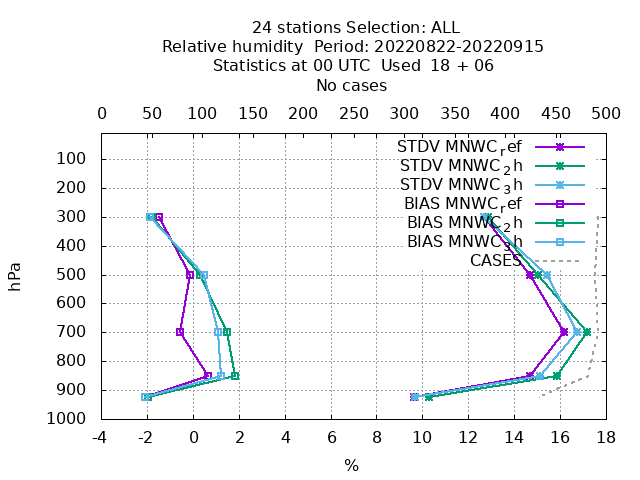 24 stations Selection: ALL
Relative humidity  Period: 20220822-20220915
Statistics at 00 UTC  Used  18 + 06
No cases
0 50 100 150 200 250 300 350 400 450 500
STDV MNWC_ref
STDV MNWC_2h
STDV MNWC_3h
BIAS MNWC_ref
BIAS MNWC_2h
BIAS MNWC_3h
CASES
100
200
300
400
500
600
700
800
900
1000
hPa
-4 -2 0 2 4 6 8 10 12 14 16 18
%